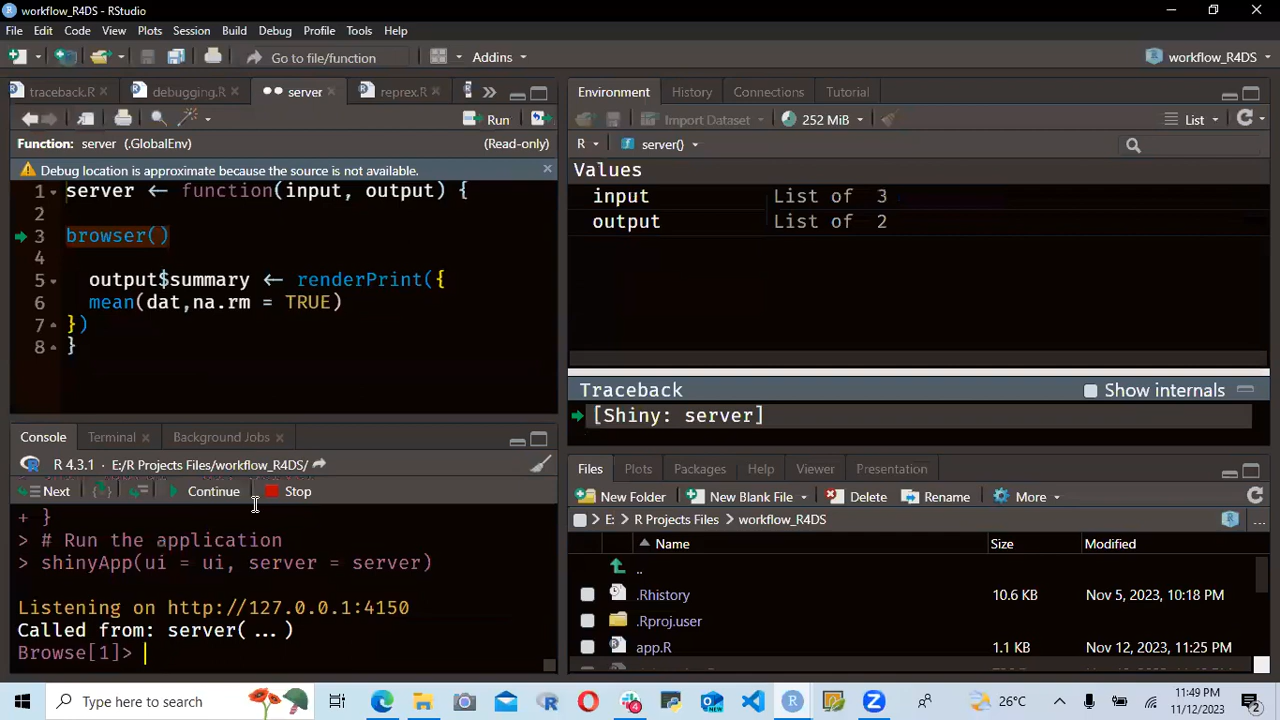 workflow_R4DS - RStudio
File Edit Code View Plots Session Build Debug Profile Tools Help
Go to file/function Addins workflow_R4DS
traceback.R debugging.R server reprex.R
Run
Function: server (.GlobalEnv) (Read-only)
Debug location is approximate because the source is not available.
1 server <- function(input, output) {
2
3 browser()
4
5 output$summary <- renderPrint({
6 mean(dat,na.rm = TRUE)
7 })
8 }
Console Terminal Background Jobs
R 4.3.1 · E:/R Projects Files/workflow_R4DS/
Next Continue Stop
+ }
> # Run the application
> shinyApp(ui = ui, server = server)
Listening on http://127.0.0.1:4150
Called from: server(...)
Browse[1]>
Environment History Connections Tutorial
Import Dataset 252 MiB List
R server()
Values
input List of 3
output List of 2
Traceback Show internals
[Shiny: server]
Files Plots Packages Help Viewer Presentation
New Folder New Blank File Delete Rename More
E: R Projects Files workflow_R4DS
Name Size Modified
..
.Rhistory 10.6 KB Nov 5, 2023, 10:18 PM
.Rproj.user
app.R 1.1 KB Nov 12, 2023, 11:25 PM
Type here to search
4
26°C
11:49 PM
11/12/2023
2